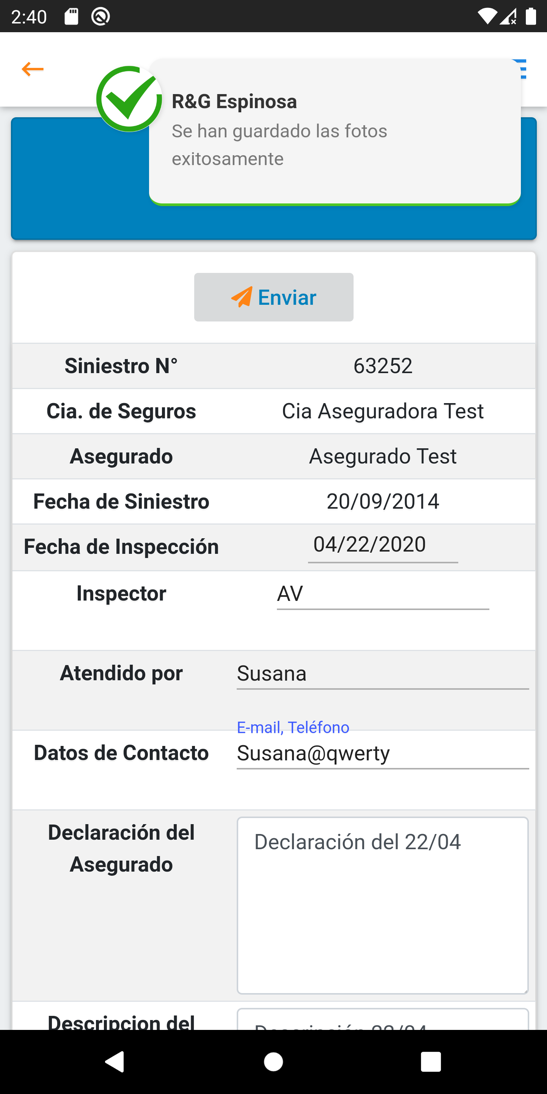 2:40
R&G Espinosa
Se han guardado las fotos
exitosamente
Enviar
Siniestro N° 63252
Cia. de Seguros Cia Aseguradora Test
Asegurado Asegurado Test
Fecha de Siniestro 20/09/2014
Fecha de Inspección 04/22/2020
Inspector AV
Atendido por Susana
E-mail, Teléfono
Datos de Contacto Susana@qwerty
Declaración del
Asegurado
Declaración del 22/04
Descripcion del